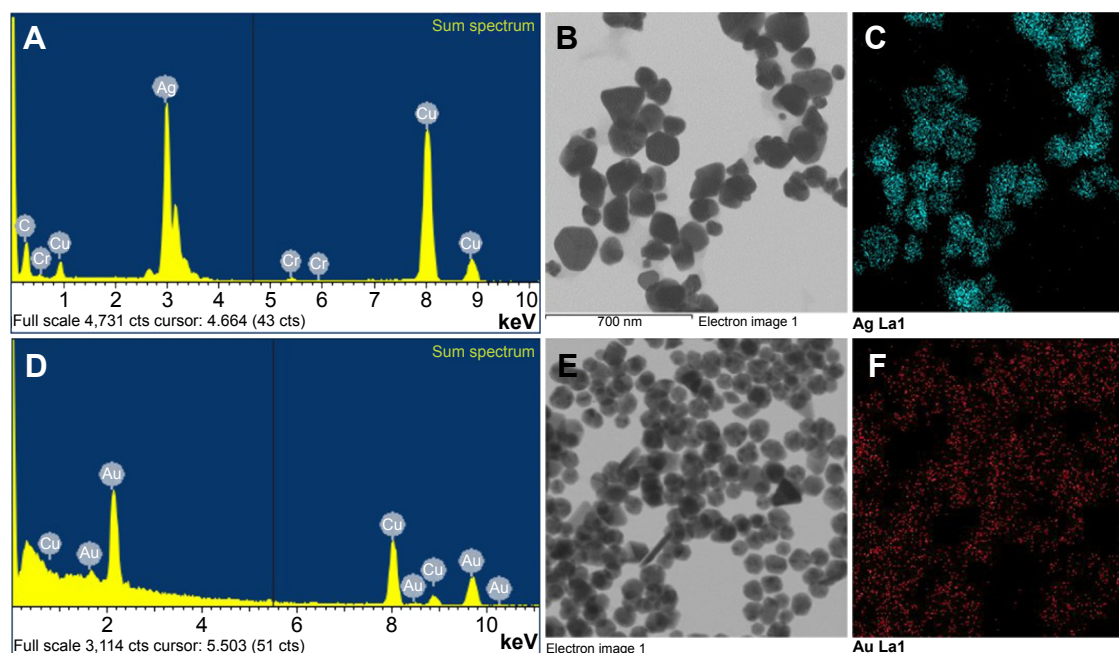 A
Sum spectrum
Ag
Cu
C
Cr
Cu
Cr
Cr
Cu
1 2 3 4 5 6 7 8 9 10
Full scale 4,731 cts cursor: 4.664 (43 cts)
keV
B
700 nm
Electron image 1
C
Ag La1
D
Sum spectrum
Au
Cu
Au
Cu
Au
Cu
Au
Au
2 4 6 8 10
Full scale 3,114 cts cursor: 5.503 (51 cts)
keV
E
Electron image 1
F
Au La1